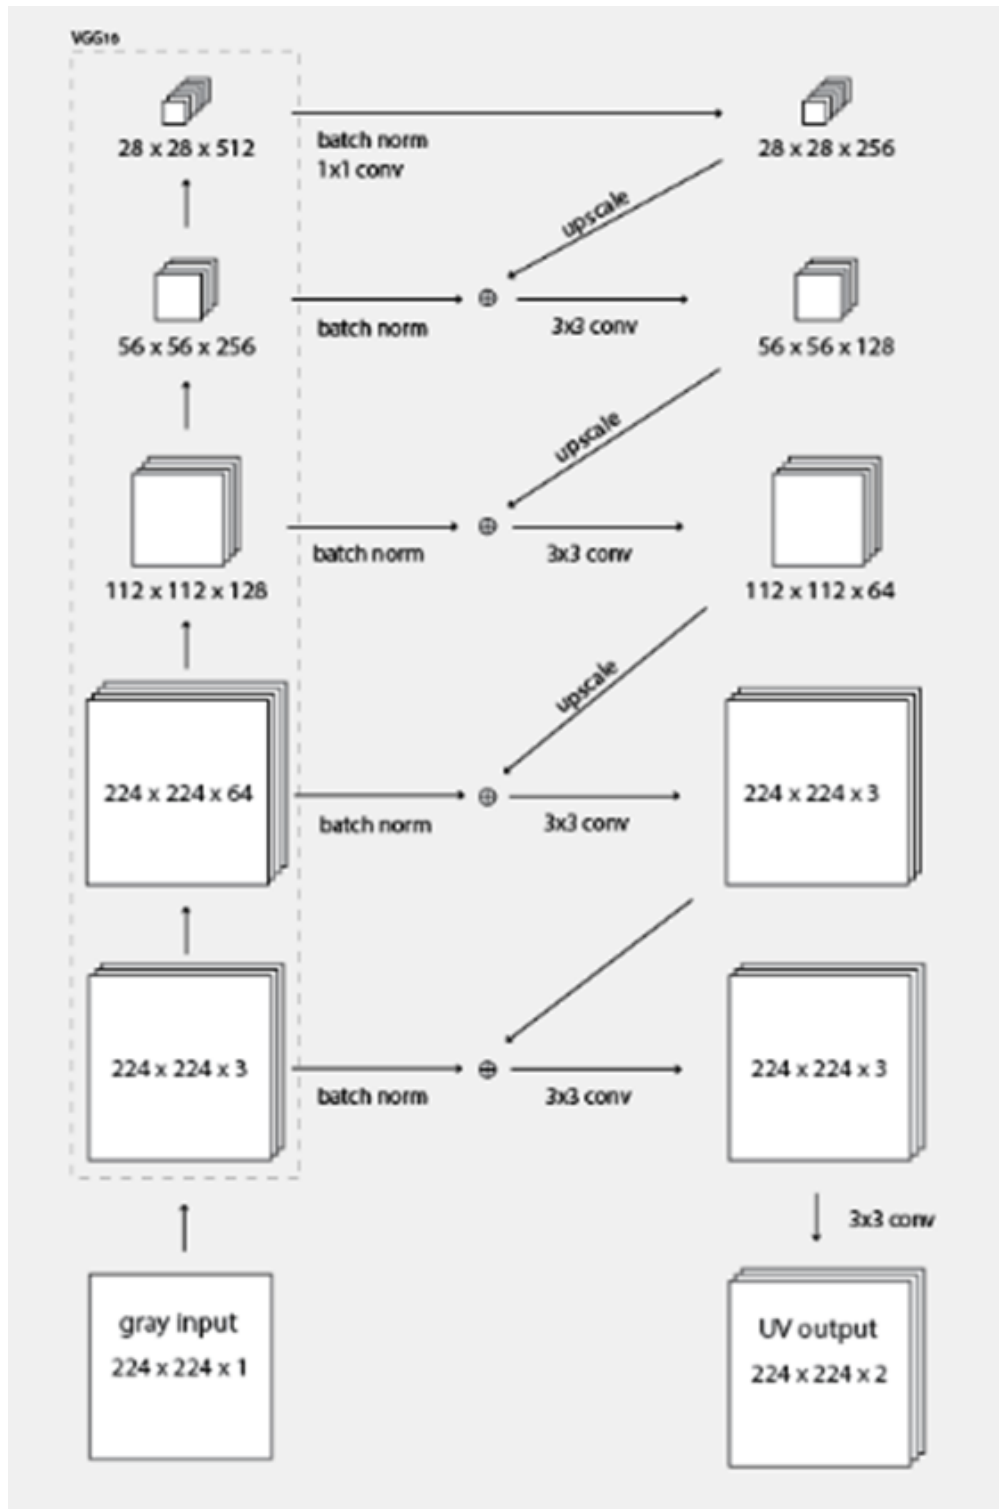 VGG16
28 x 28 x 512
batch norm
1x1 conv
28 x 28 x 256
upscale
56 x 56 x 256
batch norm
3x3 conv
56 x 56 x 128
upscale
112 x 112 x 128
batch norm
3x3 conv
112 x 112 x 64
upscale
224 x 224 x 64
batch norm
3x3 conv
224 x 224 x 3
224 x 224 x 3
batch norm
3x3 conv
224 x 224 x 3
3x3 conv
gray input
224 x 224 x 1
UV output
224 x 224 x 2